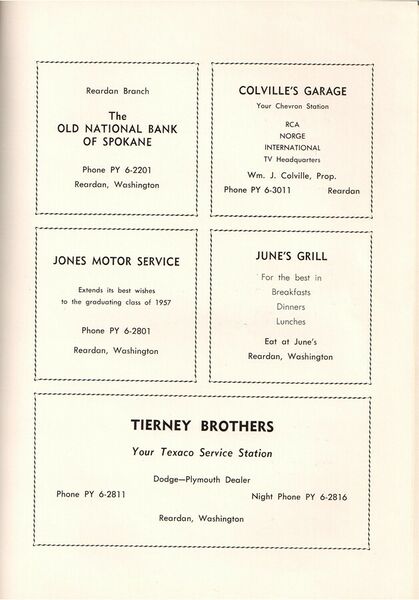 Reardan Branch
The
OLD NATIONAL BANK
OF SPOKANE
Phone PY 6-2201
Reardan, Washington
COLVILLE'S GARAGE
Your Chevron Station
RCA
NORGE
INTERNATIONAL
TV Headquarters
Wm. J. Colville, Prop.
Phone PY 6-3011 Reardan
JONES MOTOR SERVICE
Extends its best wishes
to the graduating class of 1957
Phone PY 6-2801
Reardan, Washington
JUNE'S GRILL
For the best in
Breakfasts
Dinners
Lunches
Eat at June's
Reardan, Washington
TIERNEY BROTHERS
Your Texaco Service Station
Dodge—Plymouth Dealer
Phone PY 6-2811 Night Phone PY 6-2816
Reardan, Washington